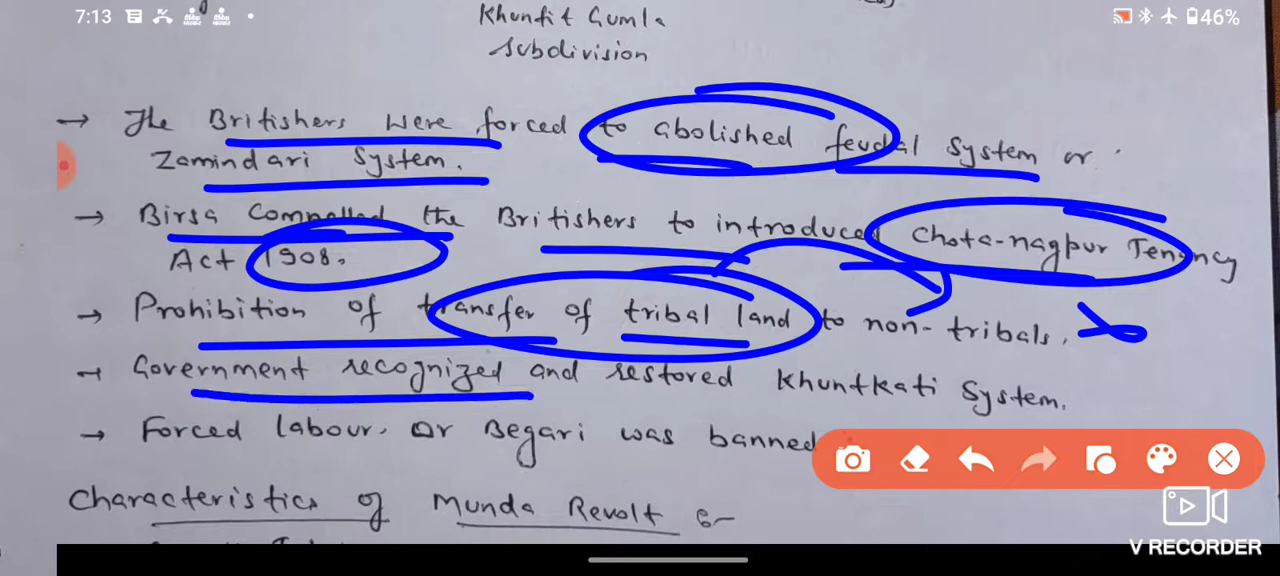 7:13
46%
Khuntit Gumla
Subdivision
→ The Britishers were forced to abolished feudal system or
Zamindari System.
→ Birsa Compelled the Britishers to introduced Chota-nagpur Tenancy
Act 1908.
→ Prohibition of transfer of tribal land to non-tribals.
→ Government recognized and restored Khuntkati System.
→ Forced labour. Or Begari was banned
Characteristics of Munda Revolt :-
V RECORDER